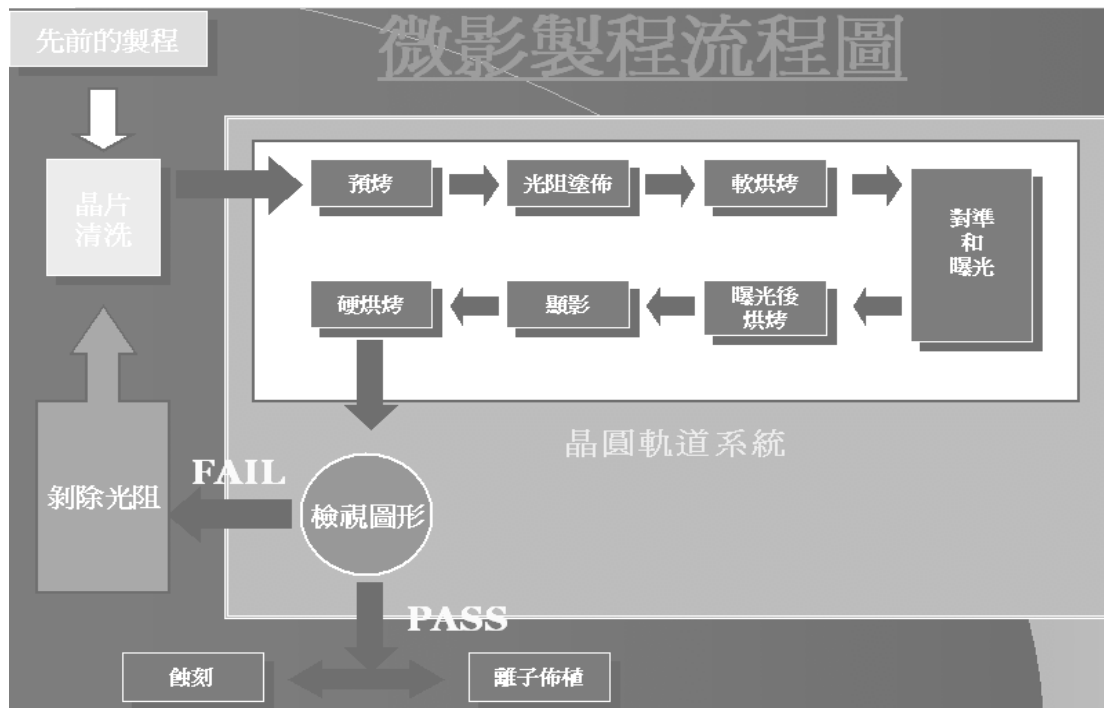 先前的製程
微影製程流程圖
晶片
清洗
預烤
光阻塗佈
軟烘烤
對準
和
曝光
硬烘烤
顯影
曝光後
烘烤
晶圓軌道系統
FAIL
剝除光阻
檢視圖形
PASS
蝕刻
離子佈植